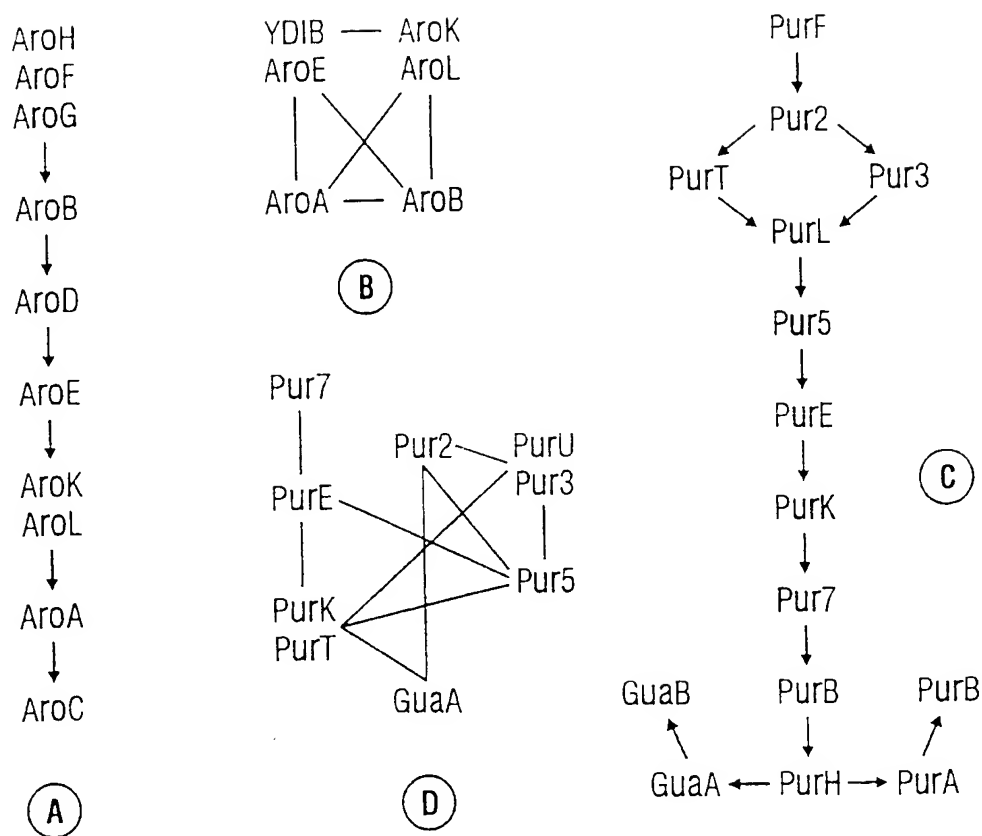 AroH
AroF
AroG
AroB
AroD
AroE
AroK
AroL
AroA
AroC
A
YDIB AroK
AroE AroL
AroA AroB
B
PurF
Pur2
PurT Pur3
PurL
Pur5
PurE
PurK
Pur7
PurB
PurH
GuaA
GuaB
PurA
PurB
C
Pur7
Pur2 PurU
PurE Pur3
Pur5
PurK
PurT
GuaA
D